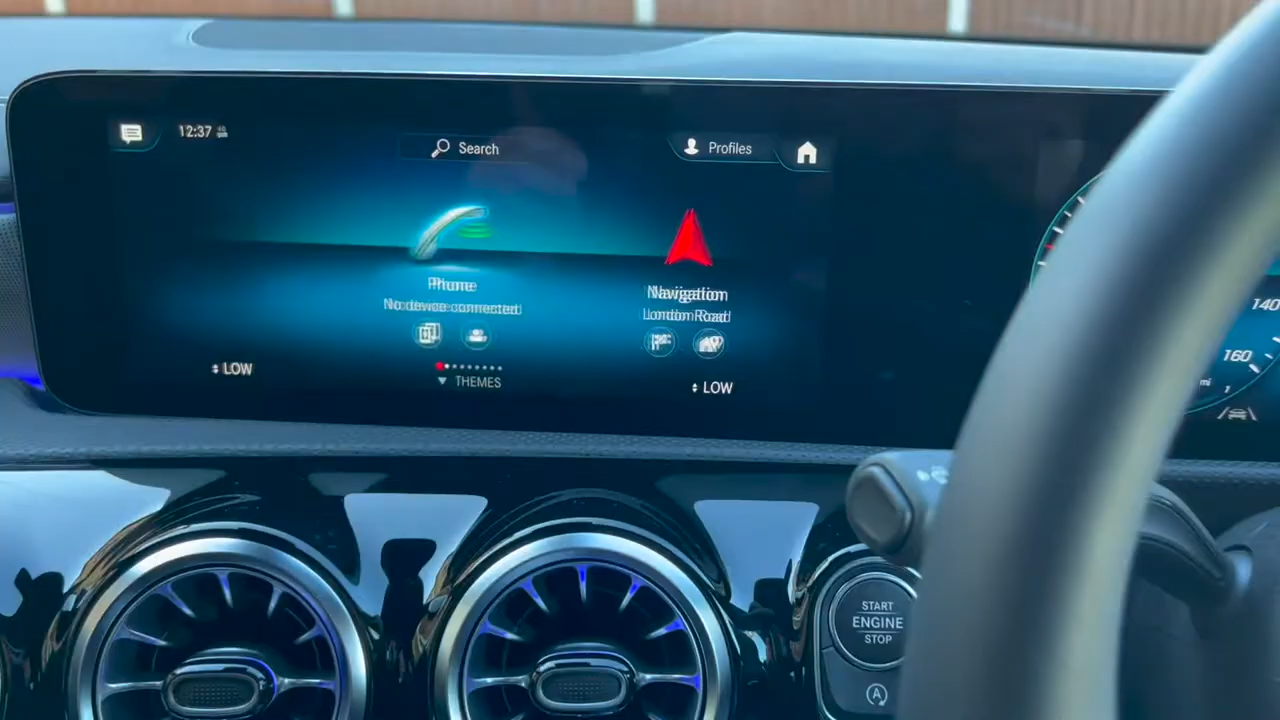 12:37
Search
Profiles
Phone
No device connected
Navigation
London Road
LOW
THEMES
LOW
140
160
mi
START
ENGINE
STOP
A